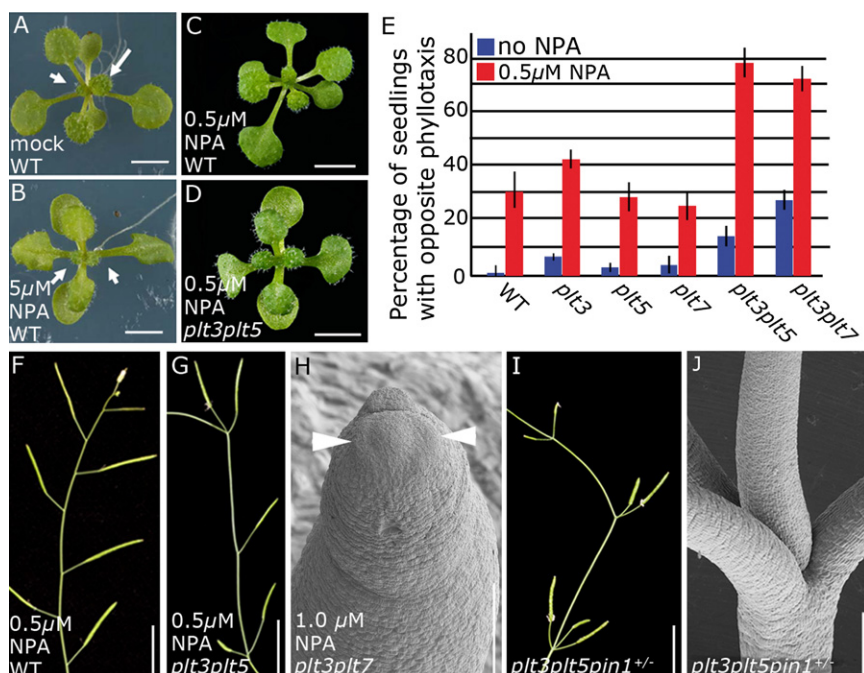 A
mock
WT
B
5µM
NPA
WT
C
0.5µM
NPA
WT
D
0.5µM
NPA
plt3plt5
E
Percentage of seedlings
with opposite phyllotaxis
80
60
40
20
0
no NPA
0.5µM NPA
WT
plt3
plt5
plt7
plt3plt5
plt3plt7
F
0.5µM
NPA
WT
G
0.5µM
NPA
plt3plt5
H
1.0 µM
NPA
plt3plt7
I
plt3plt5pin1+/-
J
plt3plt5pin1+/-